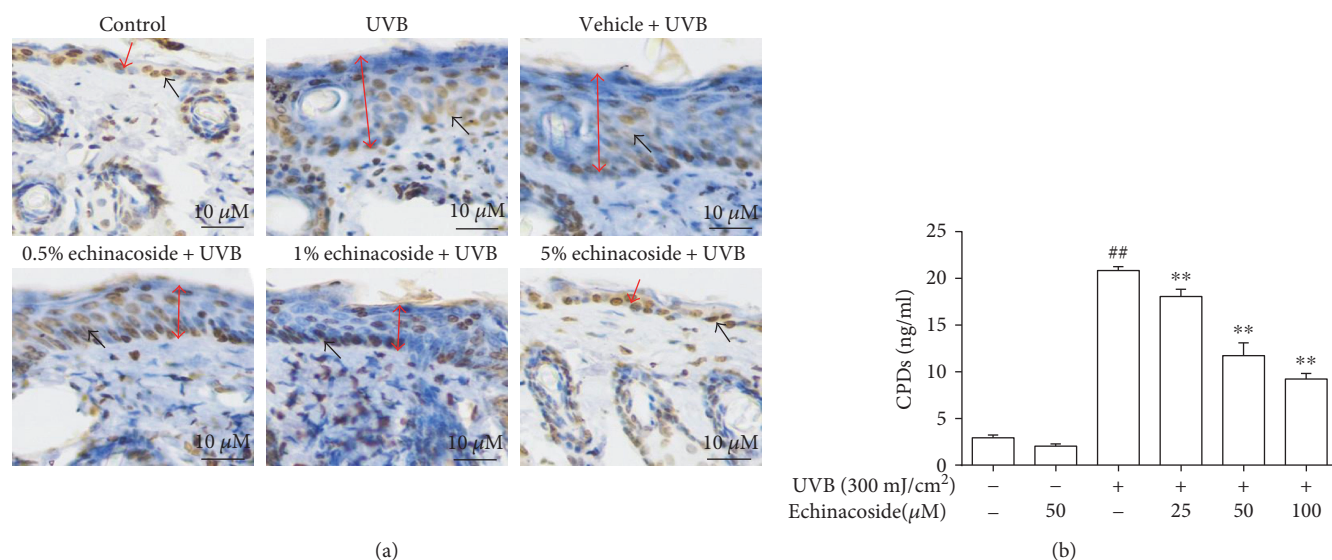 Control UVB Vehicle + UVB
10 μM 10 μM 10 μM
0.5% echinacoside + UVB 1% echinacoside + UVB 5% echinacoside + UVB
10 μM 10 μM 10 μM
(a)
CPDs (ng/ml)
25
20
15
10
5
0
##
**
**
**
UVB (300 mJ/cm²) – – + + + +
Echinacoside(μM) – 50 – 25 50 100
(b)